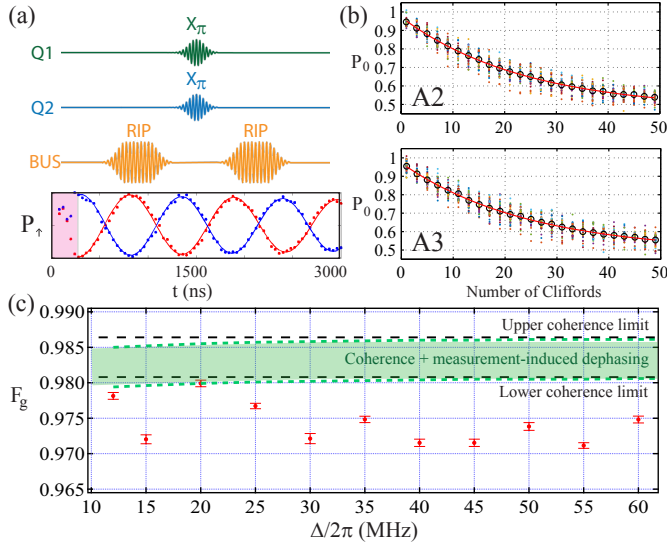 (a)
Xπ
Q1
Xπ
Q2
RIP
RIP
BUS
P↑
0
1500
3000
t (ns)
(b)
1
0.9
P0 0.8
0.7
0.6
0.5
A2
0 10 20 30 40 50
1
0.9
0.8
P0
0.7
0.6
0.5
A3
0 10 20 30 40 50
Number of Cliffords
(c)
0.990
0.985
0.980
Fg
0.975
0.970
0.965
Upper coherence limit
Coherence + measurement-induced dephasing
Lower coherence limit
10 15 20 25 30 35 40 45 50 55 60
Δ/2π (MHz)